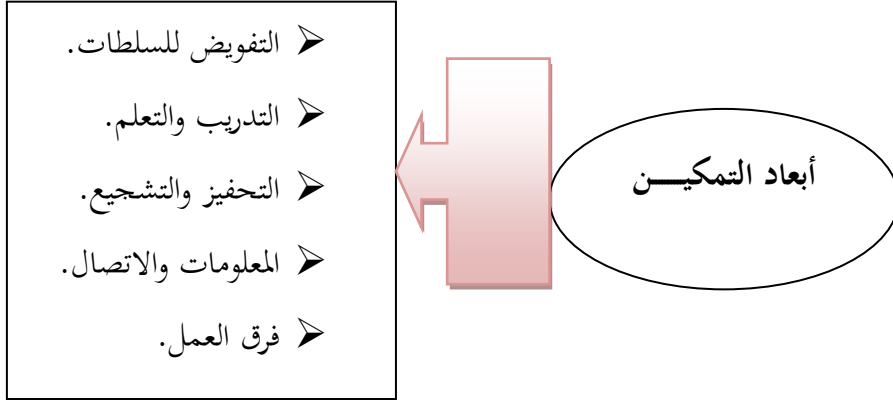 أبعاد التمكيـــن
التفويض للسلطات.
التدريب والتعلم.
التحفيز والتشجيع.
المعلومات والاتصال.
فرق العمل.